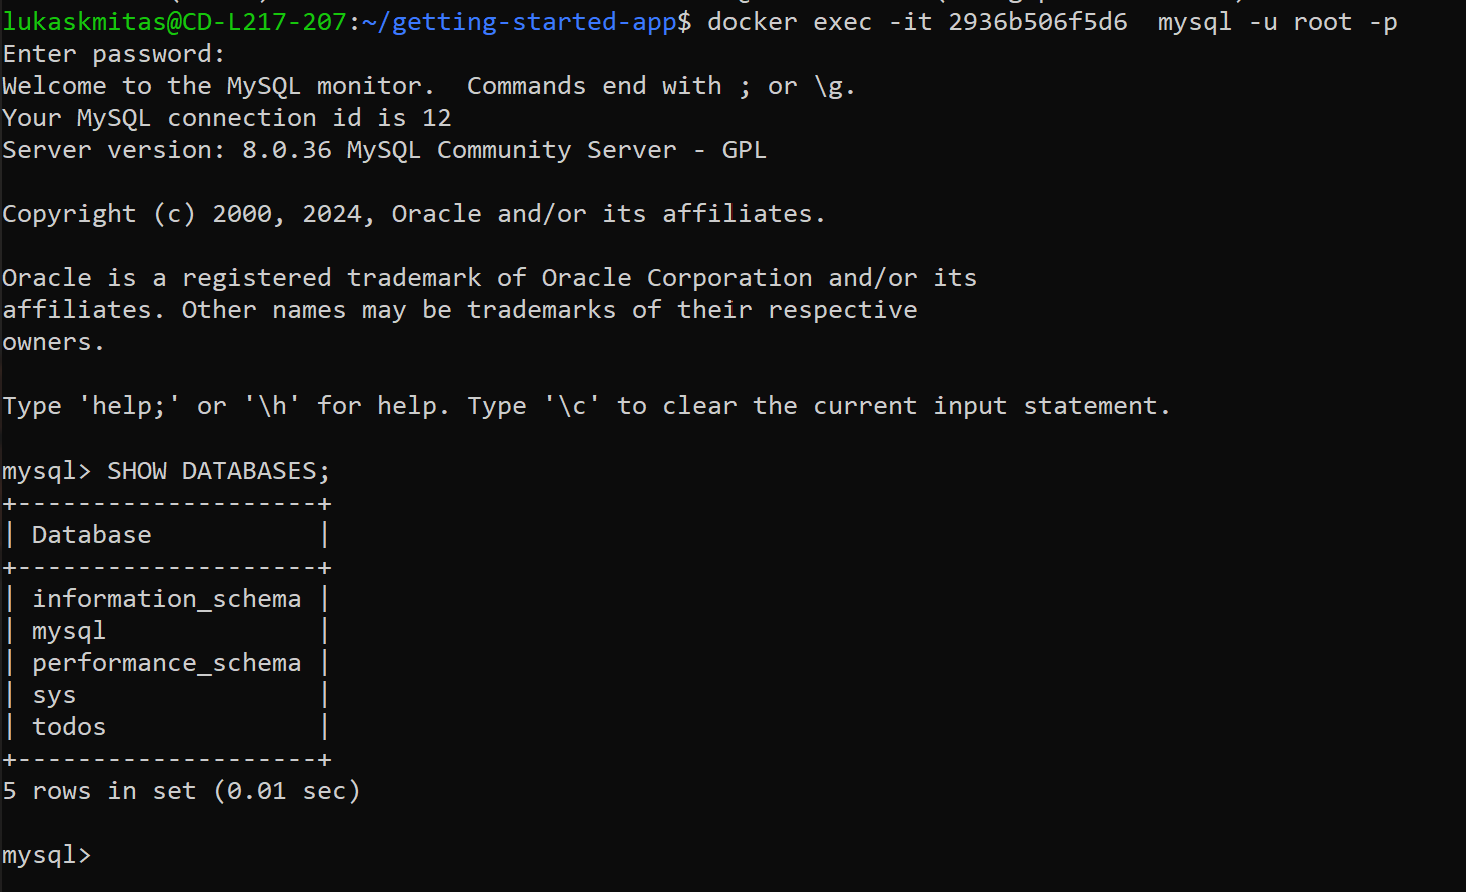 lukaskmitas@CD-L217-207:~/getting-started-app$ docker exec -it 2936b506f5d6  mysql -u root -p
Enter password:
Welcome to the MySQL monitor.  Commands end with ; or \g.
Your MySQL connection id is 12
Server version: 8.0.36 MySQL Community Server - GPL

Copyright (c) 2000, 2024, Oracle and/or its affiliates.

Oracle is a registered trademark of Oracle Corporation and/or its
affiliates. Other names may be trademarks of their respective
owners.

Type 'help;' or '\h' for help. Type '\c' to clear the current input statement.

mysql> SHOW DATABASES;
+--------------------+
| Database           |
+--------------------+
| information_schema |
| mysql              |
| performance_schema |
| sys                |
| todos              |
+--------------------+
5 rows in set (0.01 sec)

mysql>